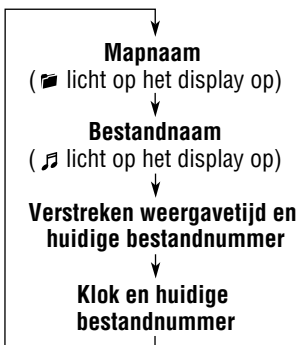 Mapnaam
( licht op het display op)
Bestandnaam
( licht op het display op)
Verstreken weergavetijd en
huidige bestandnummer
Klok en huidige
bestandnummer